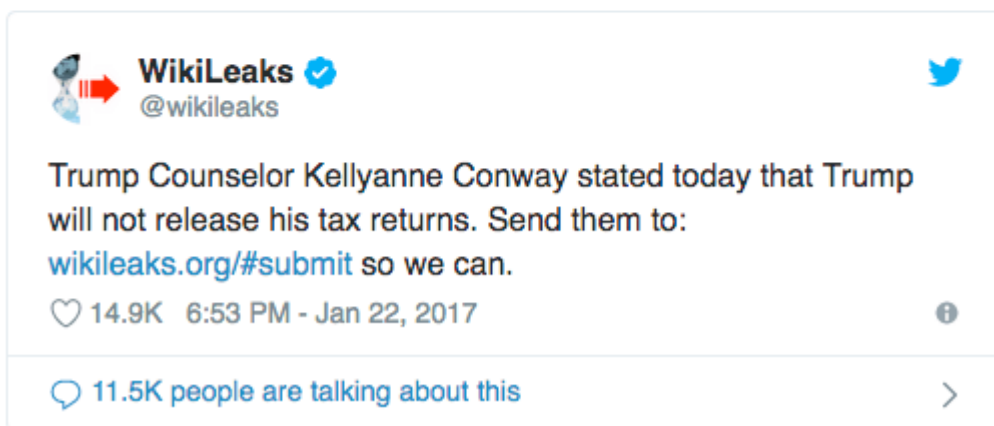 WikiLeaks
@wikileaks
Trump Counselor Kellyanne Conway stated today that Trump
will not release his tax returns. Send them to:
wikileaks.org/#submit so we can.
14.9K 6:53 PM - Jan 22, 2017
11.5K people are talking about this